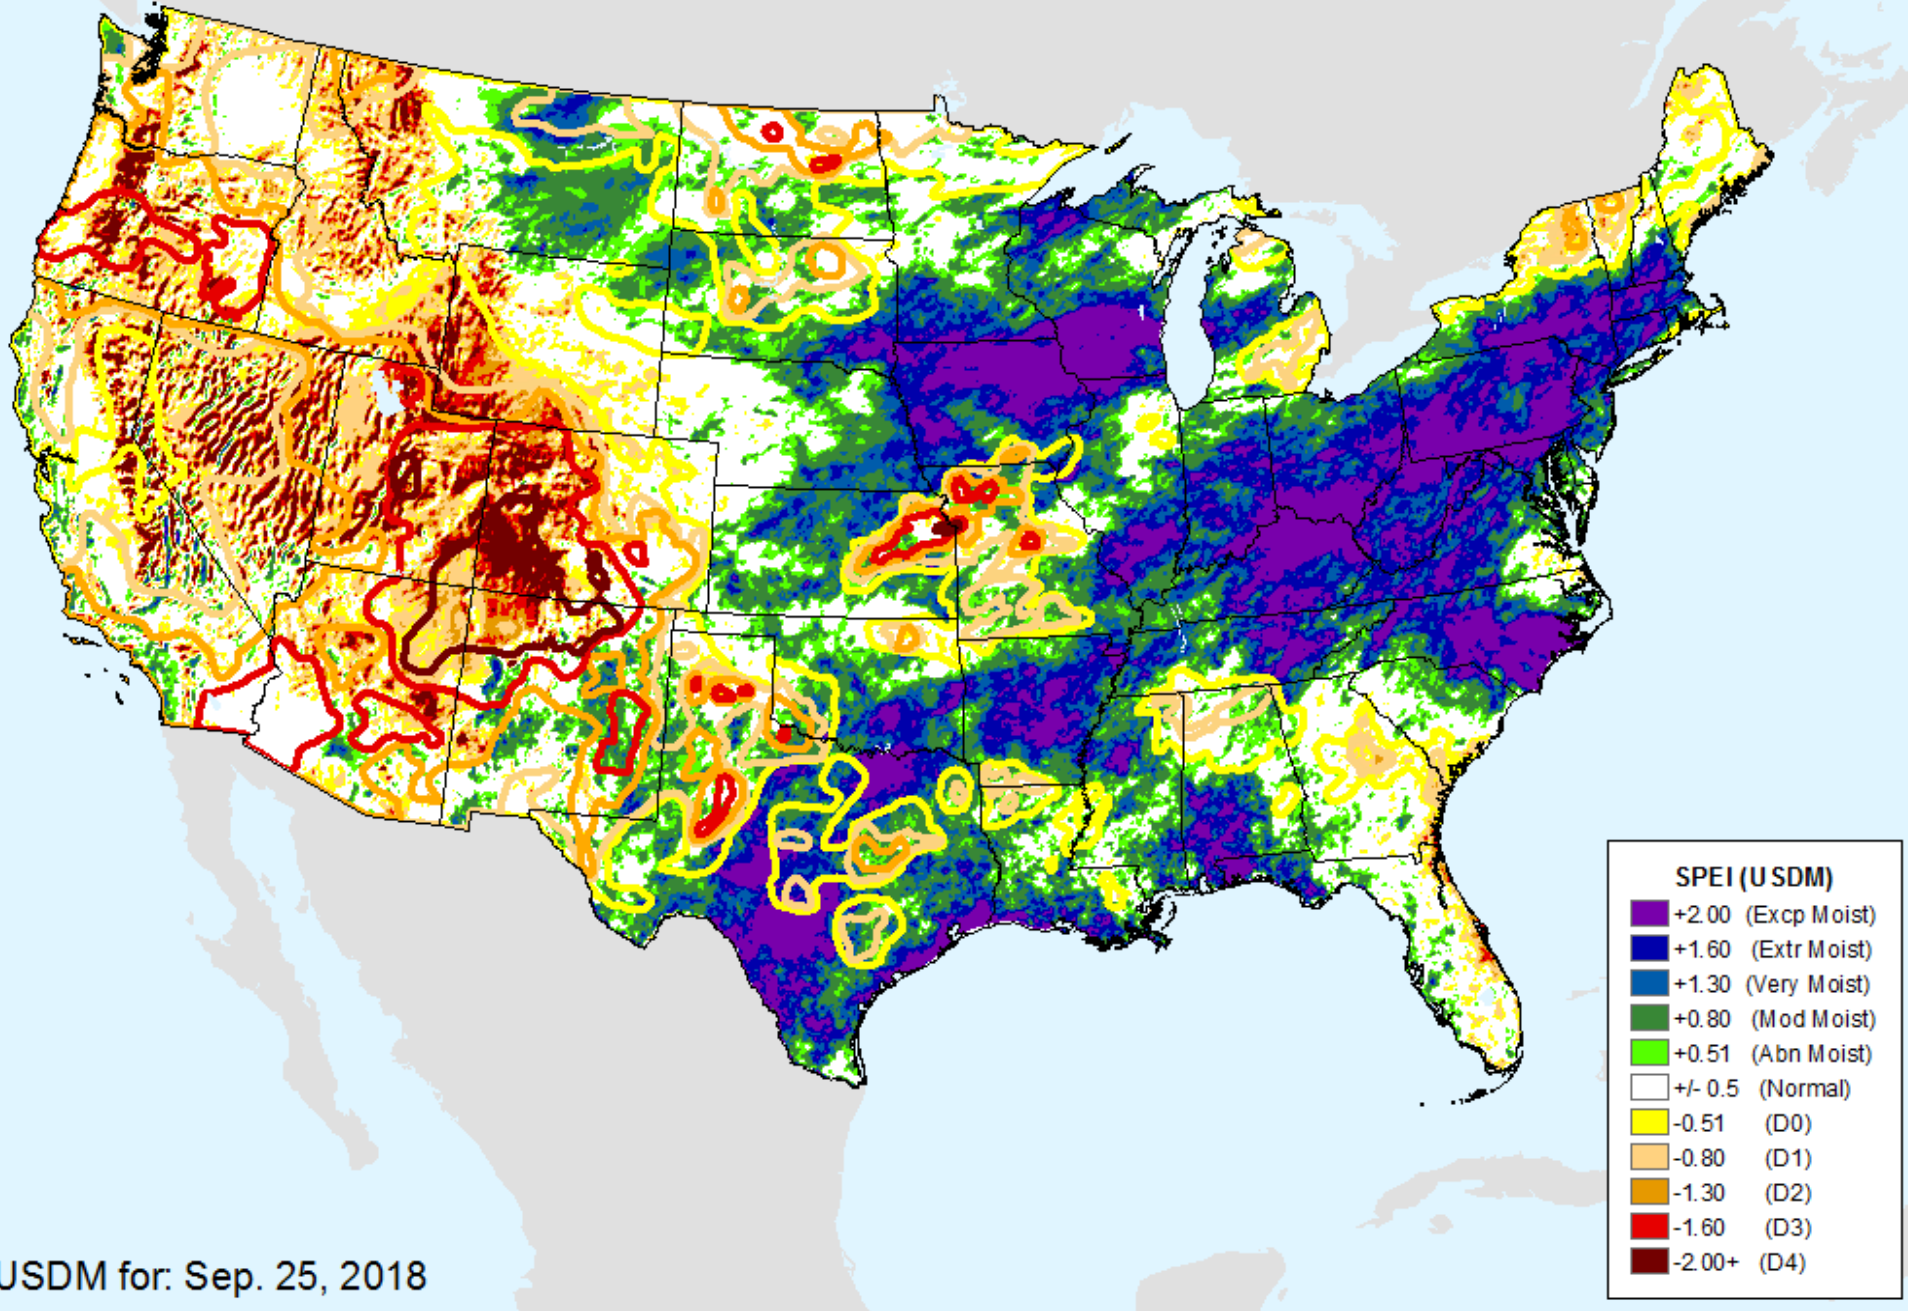 SPEI (USDM)
+2.00 (Excp Moist)
+1.60 (Extr Moist)
+1.30 (Very Moist)
+0.80 (Mod Moist)
+0.51 (Abn Moist)
+/- 0.5 (Normal)
-0.51 (D0)
-0.80 (D1)
-1.30 (D2)
-1.60 (D3)
-2.00+ (D4)
USDM for: Sep. 25, 2018